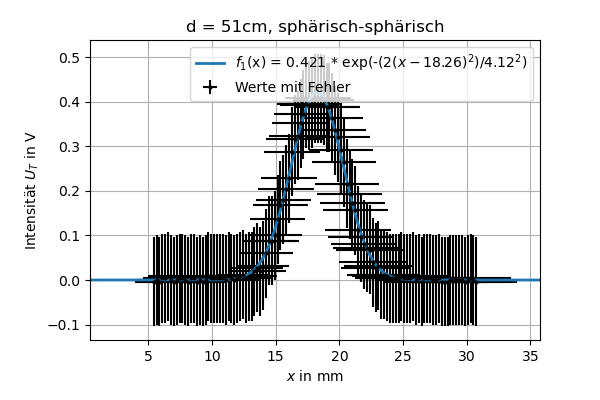 d = 51cm, sphärisch-sphärisch
f₁(x) = 0.421 * exp(-(2(x − 18.26)²)/4.12²)
Werte mit Fehler
Intensität U_T in V
0.5
0.4
0.3
0.2
0.1
0.0
−0.1
5 10 15 20 25 30 35
x in mm